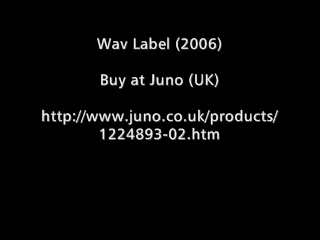 Wav Label (2006)
Buy at Juno (UK)
http://www.juno.co.uk/products/
1224893-02.htm